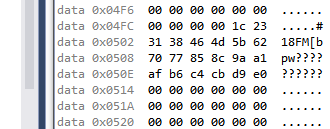 data 0x04F6 00 00 00 00 00 00 ......
data 0x04FC 00 00 00 00 1c 23 .....#
data 0x0502 31 38 46 4d 5b 62 18FM[b
data 0x0508 70 77 85 8c 9a a1 pw????
data 0x050E af b6 c4 cb d9 e0 ??????
data 0x0514 00 00 00 00 00 00 ......
data 0x051A 00 00 00 00 00 00 ......
data 0x0520 00 00 00 00 00 00 ......